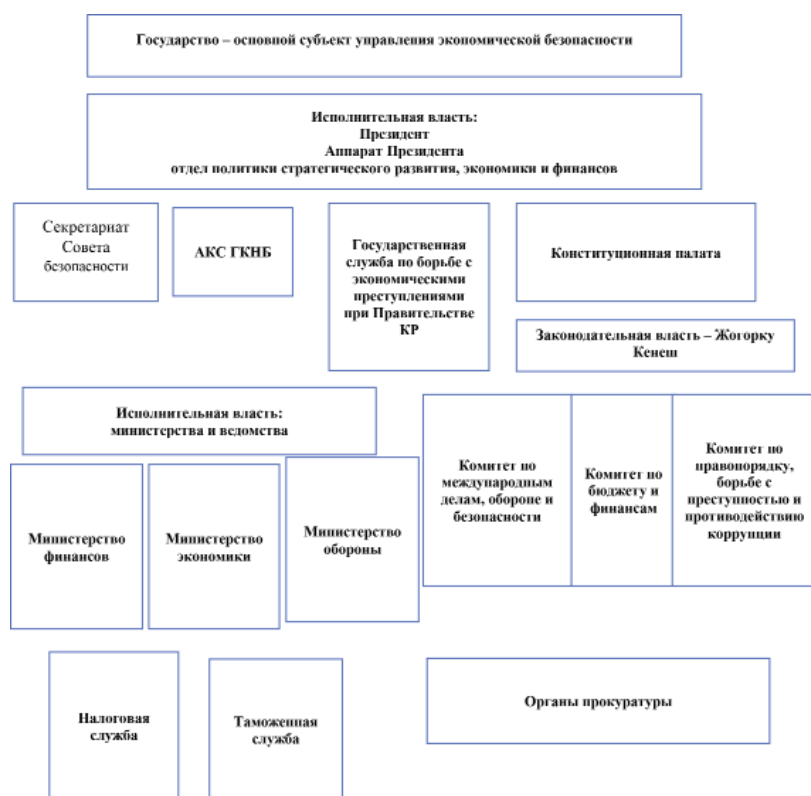 Государство – основной субъект управления экономической безопасности
Исполнительная власть:
Президент
Аппарат Президента
отдел политики стратегического развития, экономики и финансов
Секретариат
Совета
безопасности
АКС ГКНБ
Государственная
служба по борьбе с
экономическими
преступлениями
при Правительстве
КР
Конституционная палата
Законодательная власть – Жогорку
Кенеш
Исполнительная власть:
министерства и ведомства
Министерство
финансов
Министерство
экономики
Министерство
обороны
Комитет по
международным
делам, обороне и
безопасности
Комитет по
бюджету и
финансам
Комитет по
правопорядку,
борьбе с
преступностью и
противодействию
коррупции
Налоговая
служба
Таможенная
служба
Органы прокуратуры